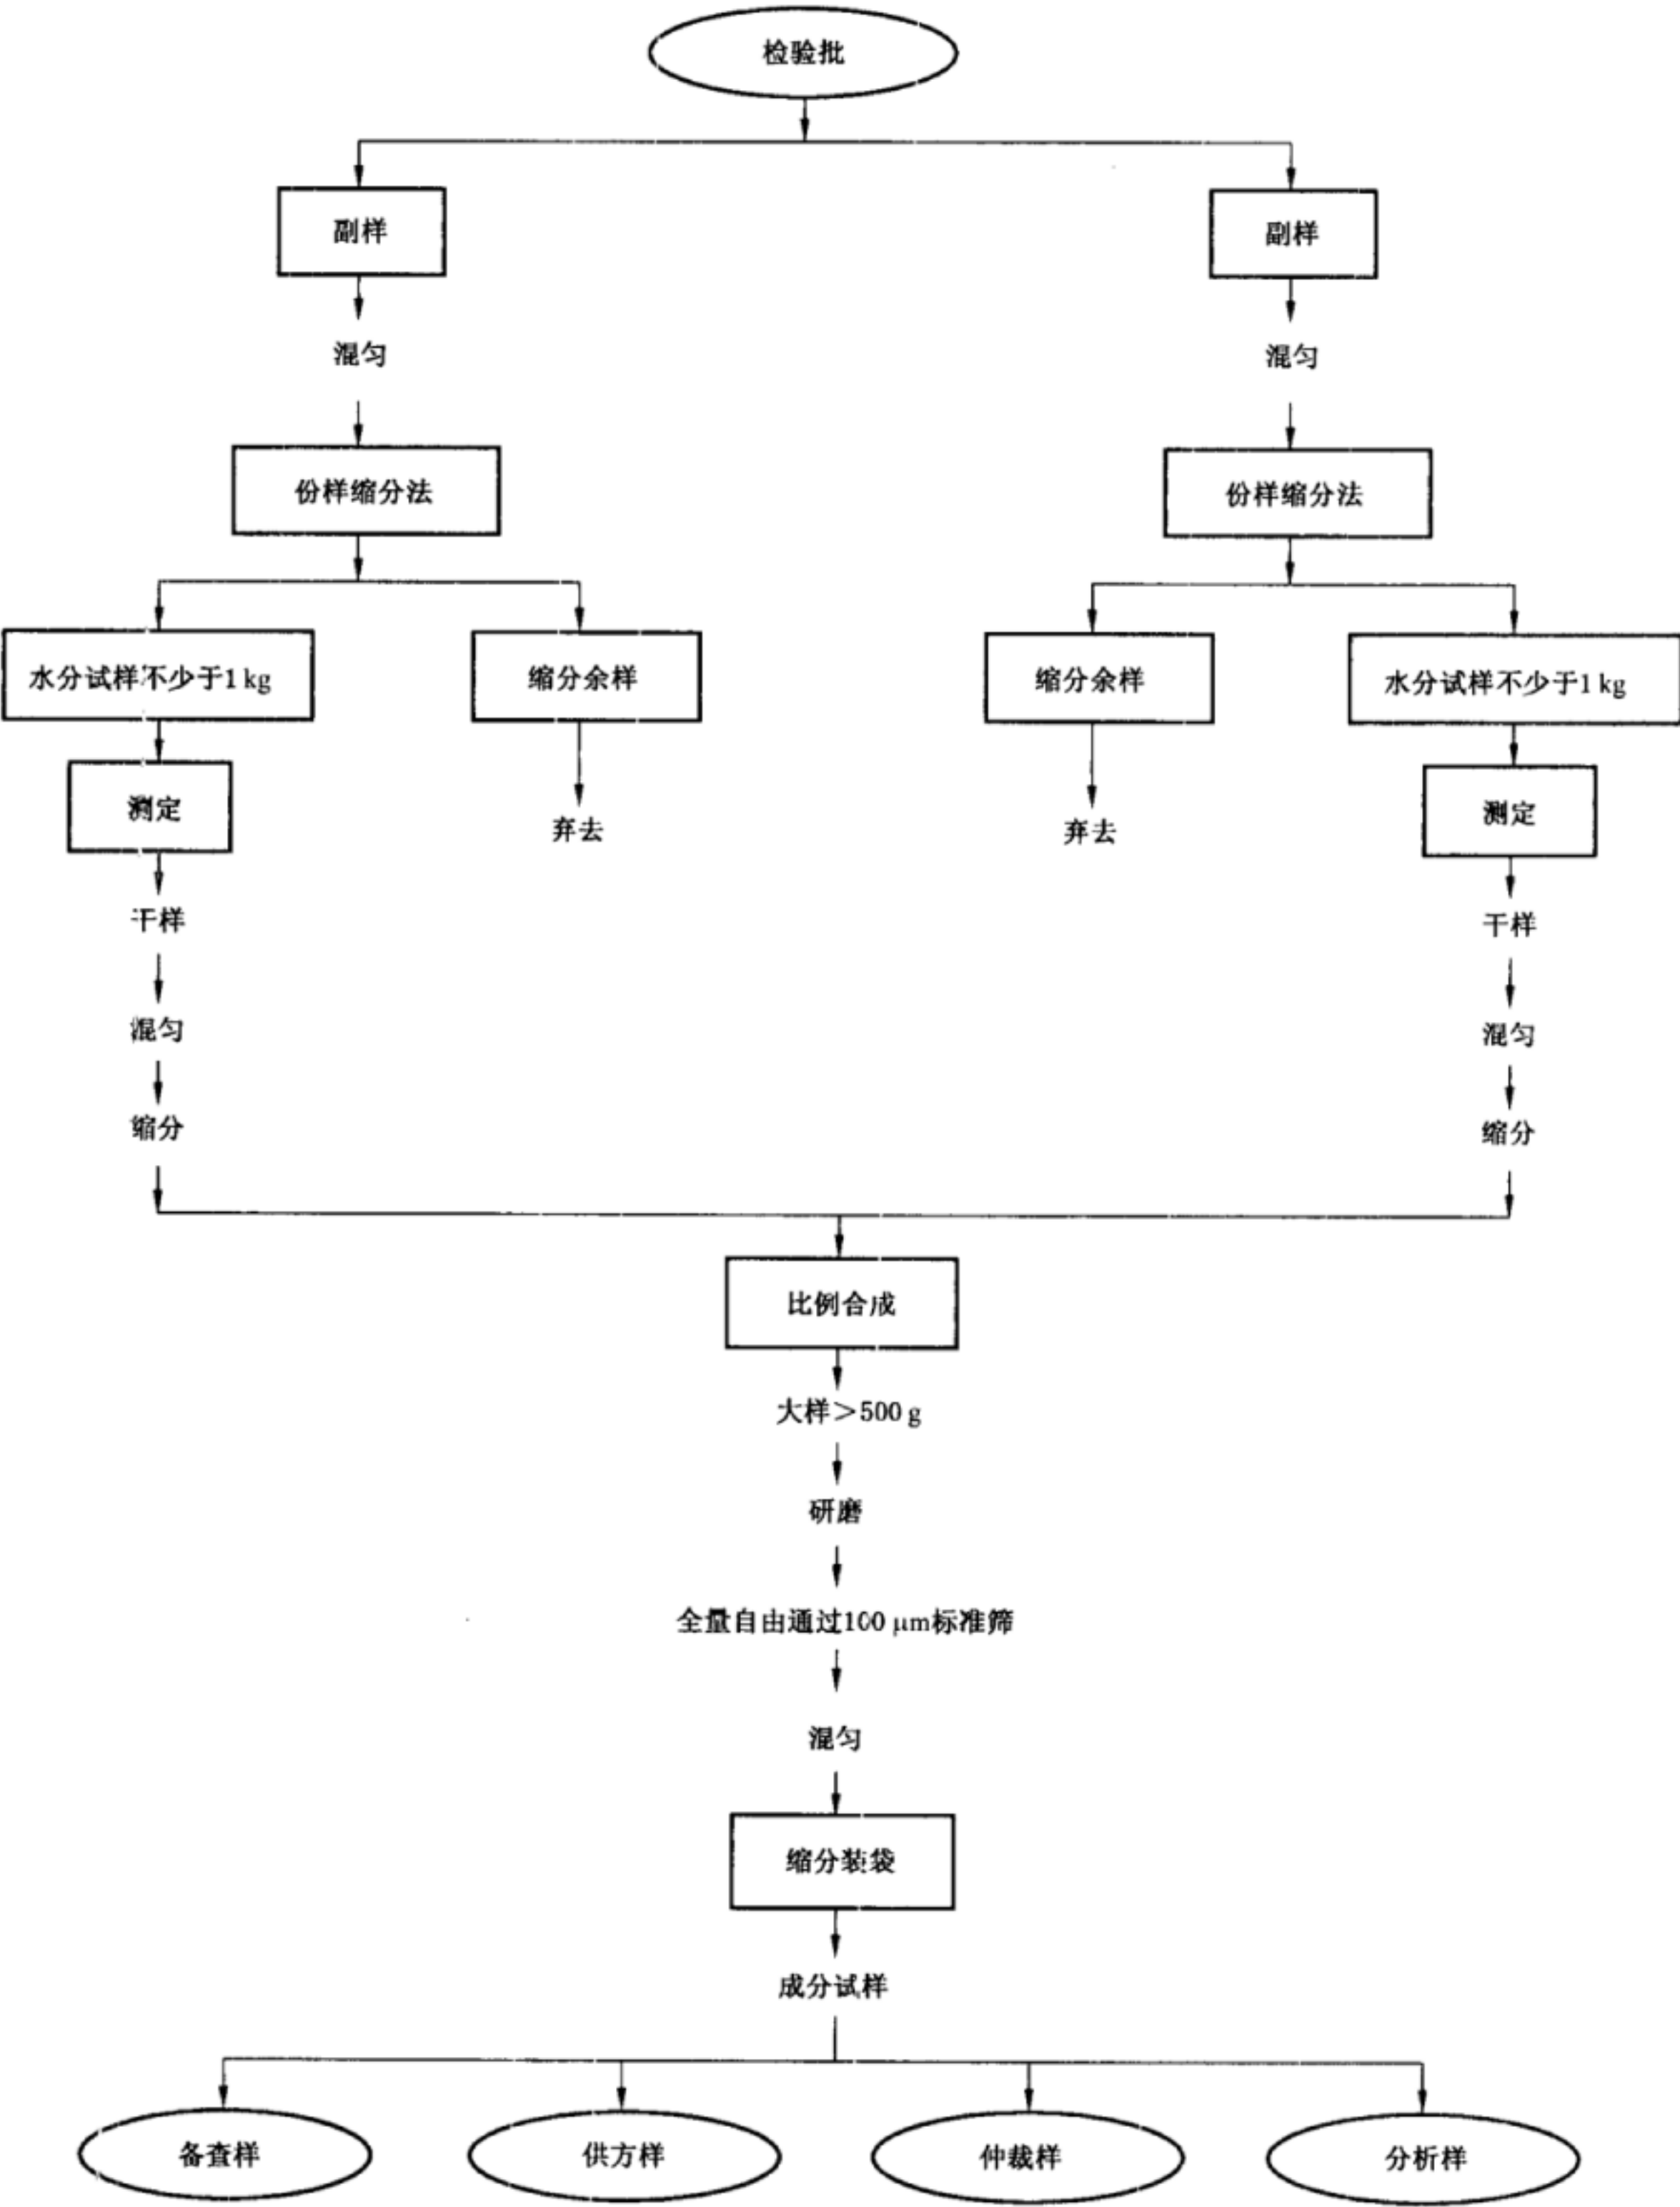 检验批
副样
副样
混匀
混匀
份样缩分法
份样缩分法
水分试样不少于1 kg
缩分余样
缩分余样
水分试样不少于1 kg
测定
弃去
弃去
测定
干样
干样
混匀
混匀
缩分
缩分
比例合成
大样>500 g
研磨
全量自由通过100 μm标准筛
混匀
缩分装袋
成分试样
备查样
供方样
仲裁样
分析样